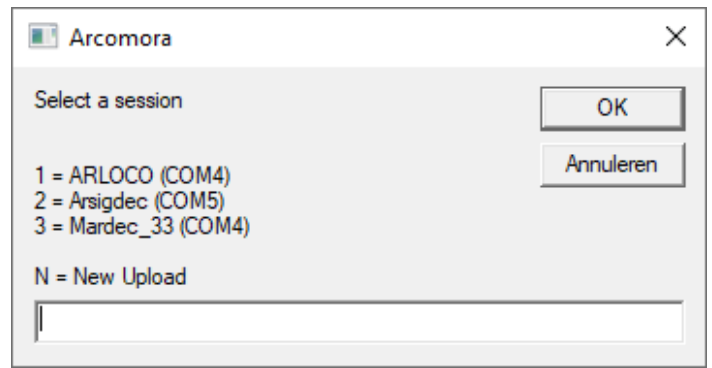 Arcomora
Select a session
OK
Annuleren
1 = ARLOCO (COM4)
2 = Arsigdec (COM5)
3 = Mardec_33 (COM4)
N = New Upload